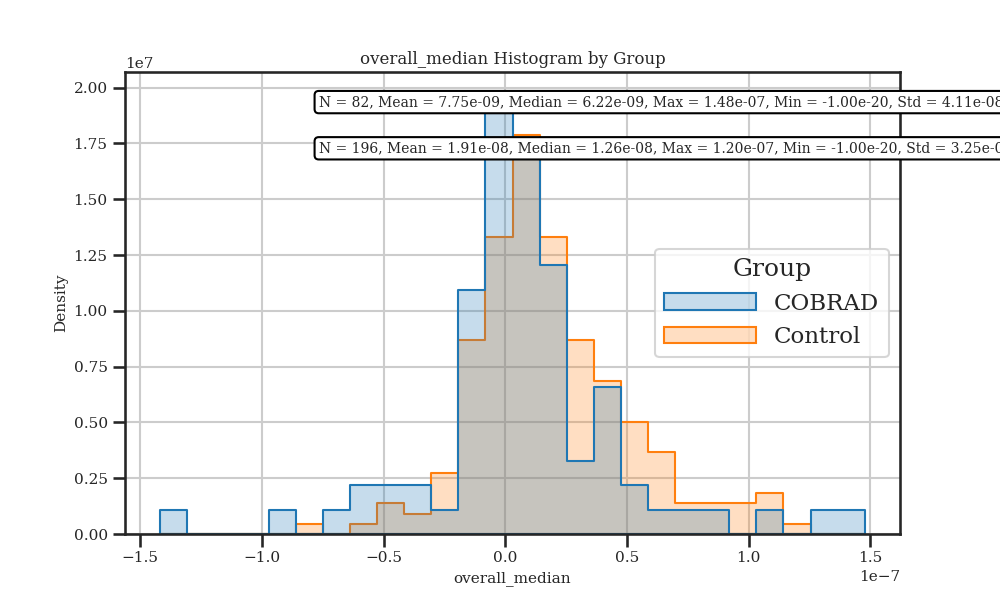 overall_median Histogram by Group
1e7
N = 82, Mean = 7.75e-09, Median = 6.22e-09, Max = 1.48e-07, Min = -1.00e-20, Std = 4.11e-08
N = 196, Mean = 1.91e-08, Median = 1.26e-08, Max = 1.20e-07, Min = -1.00e-20, Std = 3.25e-0
2.00
1.75
1.50
1.25
1.00
0.75
0.50
0.25
0.00
Density
Group
COBRAD
Control
−1.5
−1.0
−0.5
0.0
0.5
1.0
1.5
1e−7
overall_median